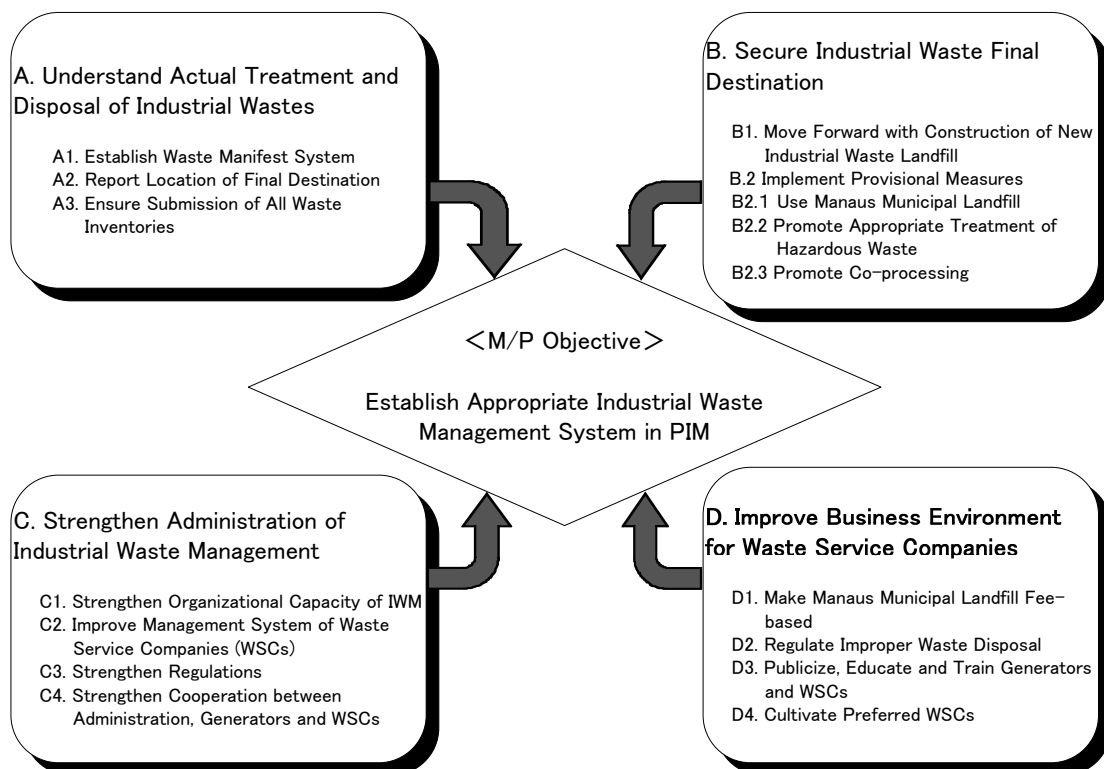 A. Understand Actual Treatment and
Disposal of Industrial Wastes
A1. Establish Waste Manifest System
A2. Report Location of Final Destination
A3. Ensure Submission of All Waste
Inventories
B. Secure Industrial Waste Final
Destination
B1. Move Forward with Construction of New
Industrial Waste Landfill
B.2 Implement Provisional Measures
B2.1 Use Manaus Municipal Landfill
B2.2 Promote Appropriate Treatment of
Hazardous Waste
B2.3 Promote Co-processing
<M/P Objective>
Establish Appropriate Industrial Waste
Management System in PIM
C. Strengthen Administration of
Industrial Waste Management
C1. Strengthen Organizational Capacity of IWM
C2. Improve Management System of Waste
Service Companies (WSCs)
C3. Strengthen Regulations
C4. Strengthen Cooperation between
Administration, Generators and WSCs
D. Improve Business Environment
for Waste Service Companies
D1. Make Manaus Municipal Landfill Fee-
based
D2. Regulate Improper Waste Disposal
D3. Publicize, Educate and Train Generators
and WSCs
D4. Cultivate Preferred WSCs